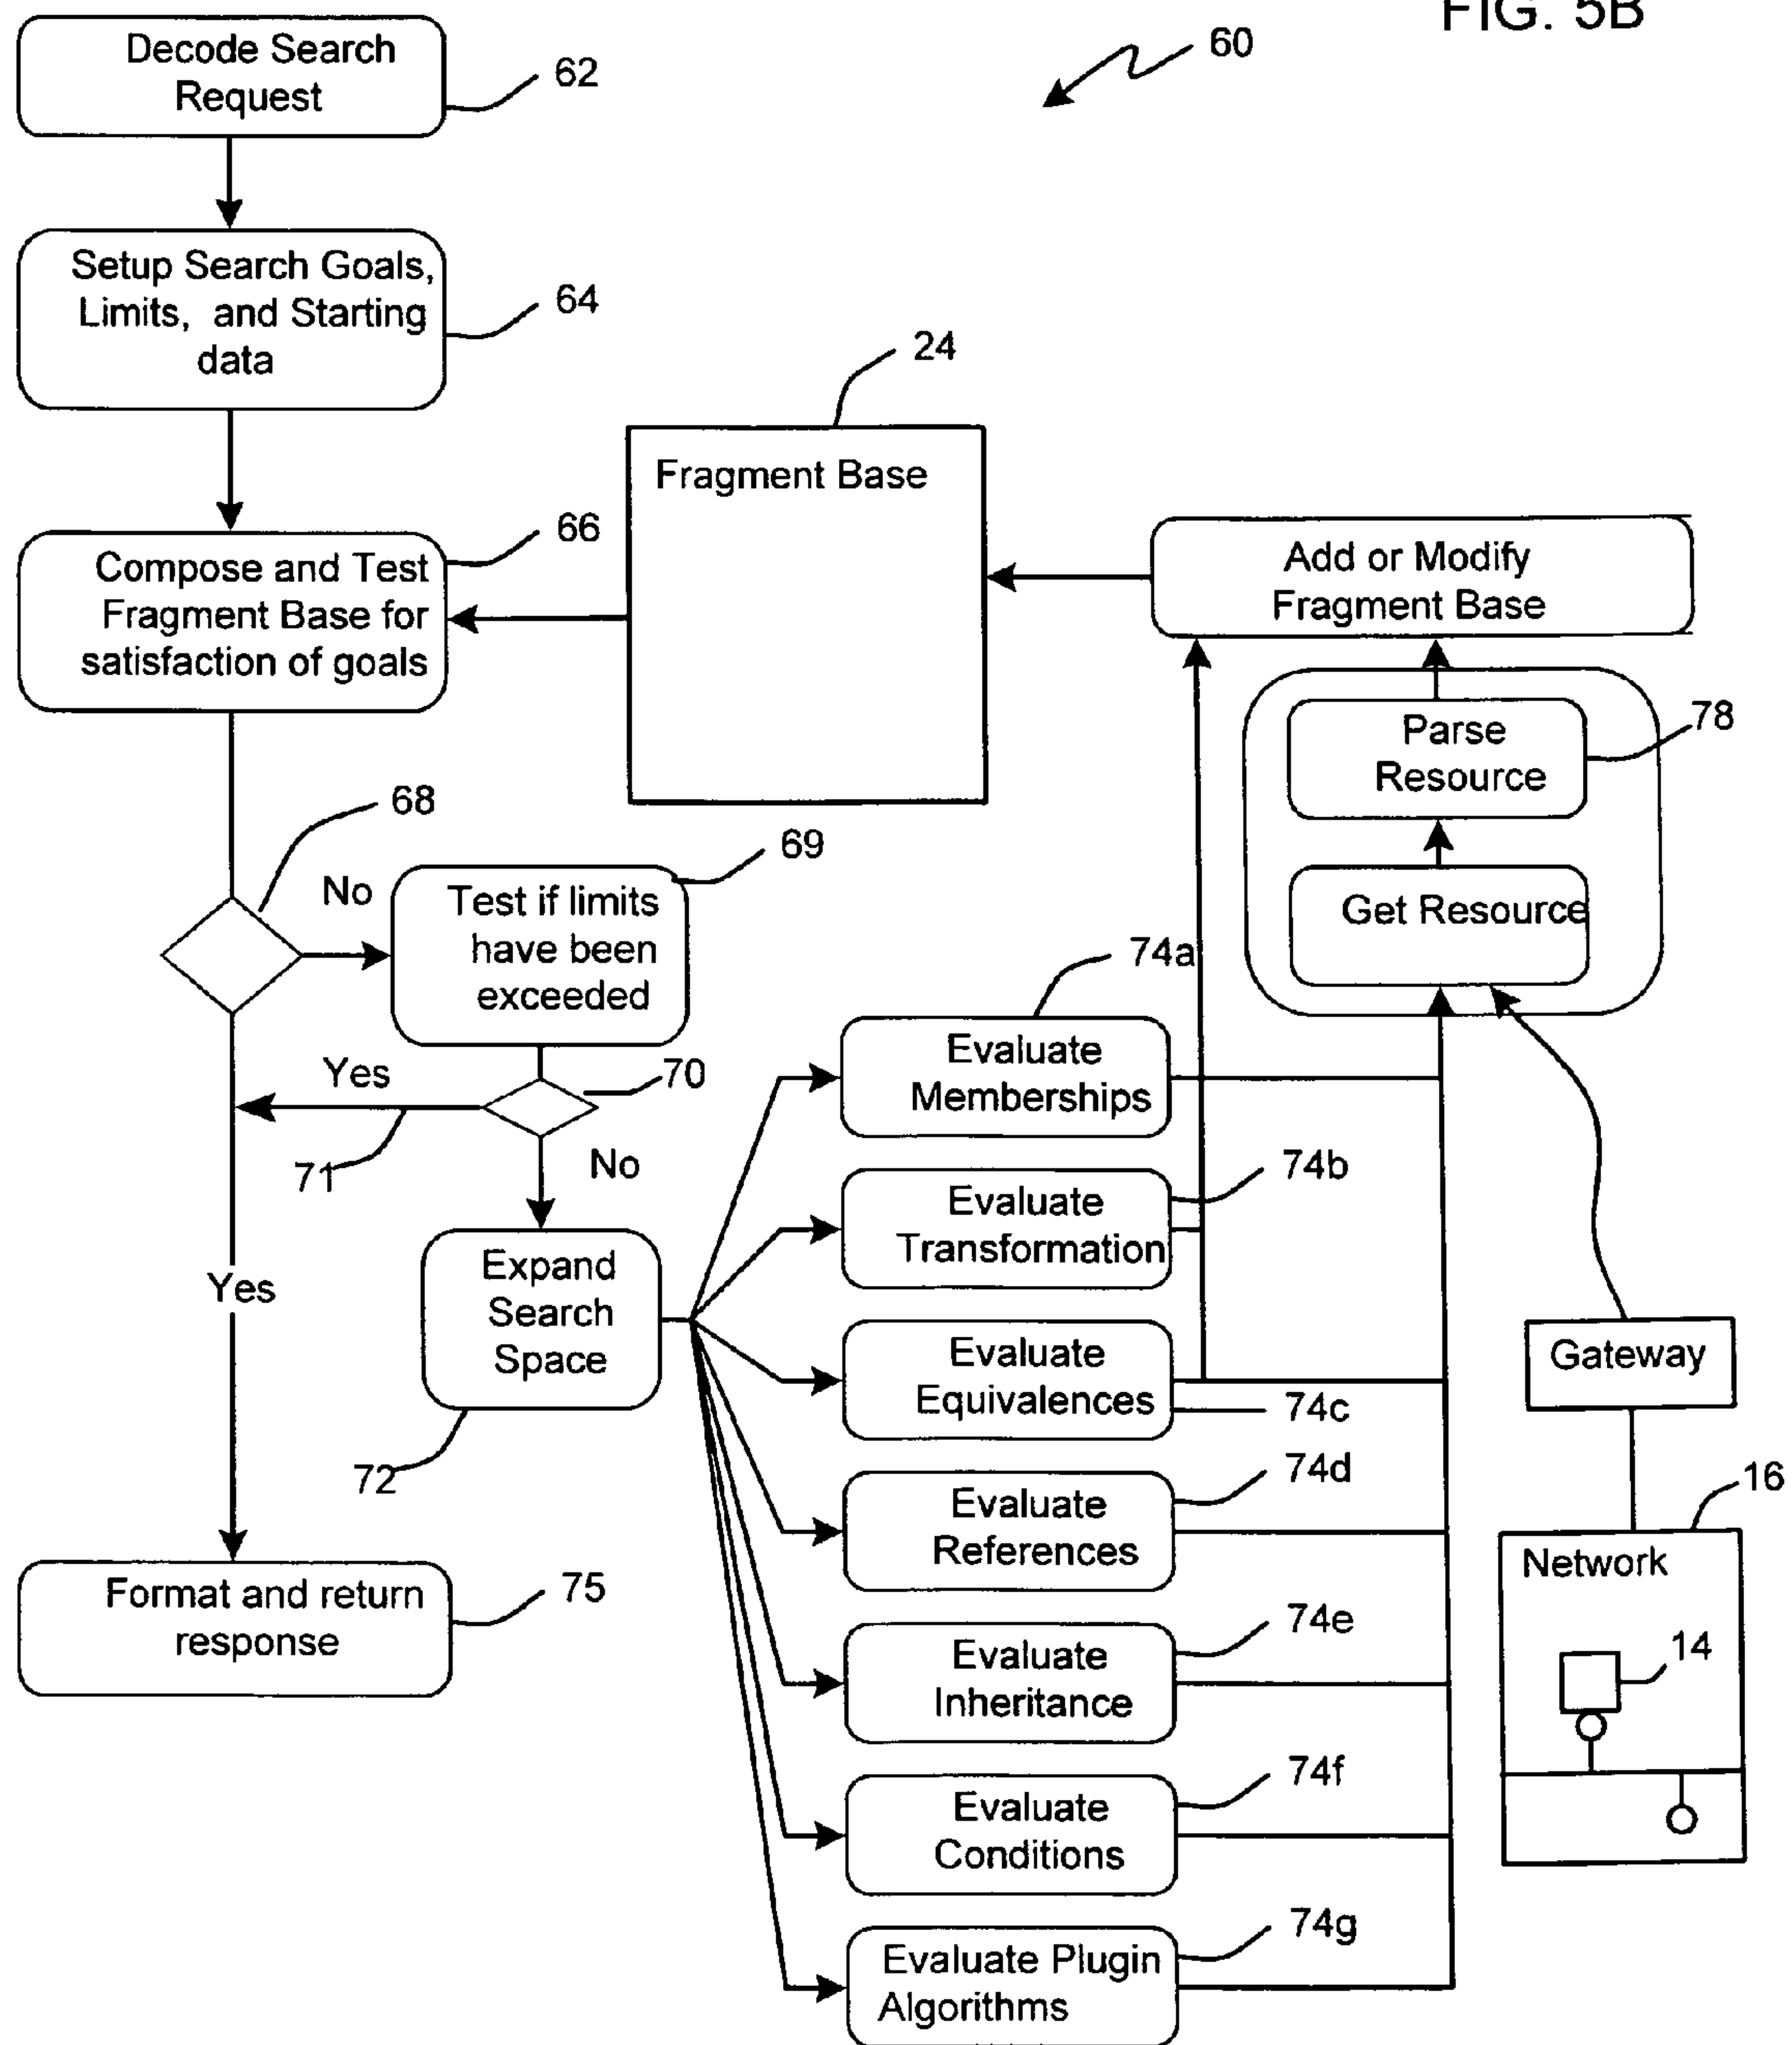 FIG. 5B
60
Decode Search
Request
62
Setup Search Goals,
Limits, and Starting
data
64
24
Fragment Base
66
Compose and Test
Fragment Base for
satisfaction of goals
Add or Modify
Fragment Base
Parse
Resource
78
Get Resource
68
No
69
Test if limits
have been
exceeded
Yes
70
71
No
Yes
Expand
Search
Space
72
74a
Evaluate
Memberships
74b
Evaluate
Transformation
Evaluate
Equivalences
74c
74d
Evaluate
References
74e
Evaluate
Inheritance
74f
Evaluate
Conditions
74g
Evaluate Plugin
Algorithms
Gateway
16
Network
14
Format and return
response
75